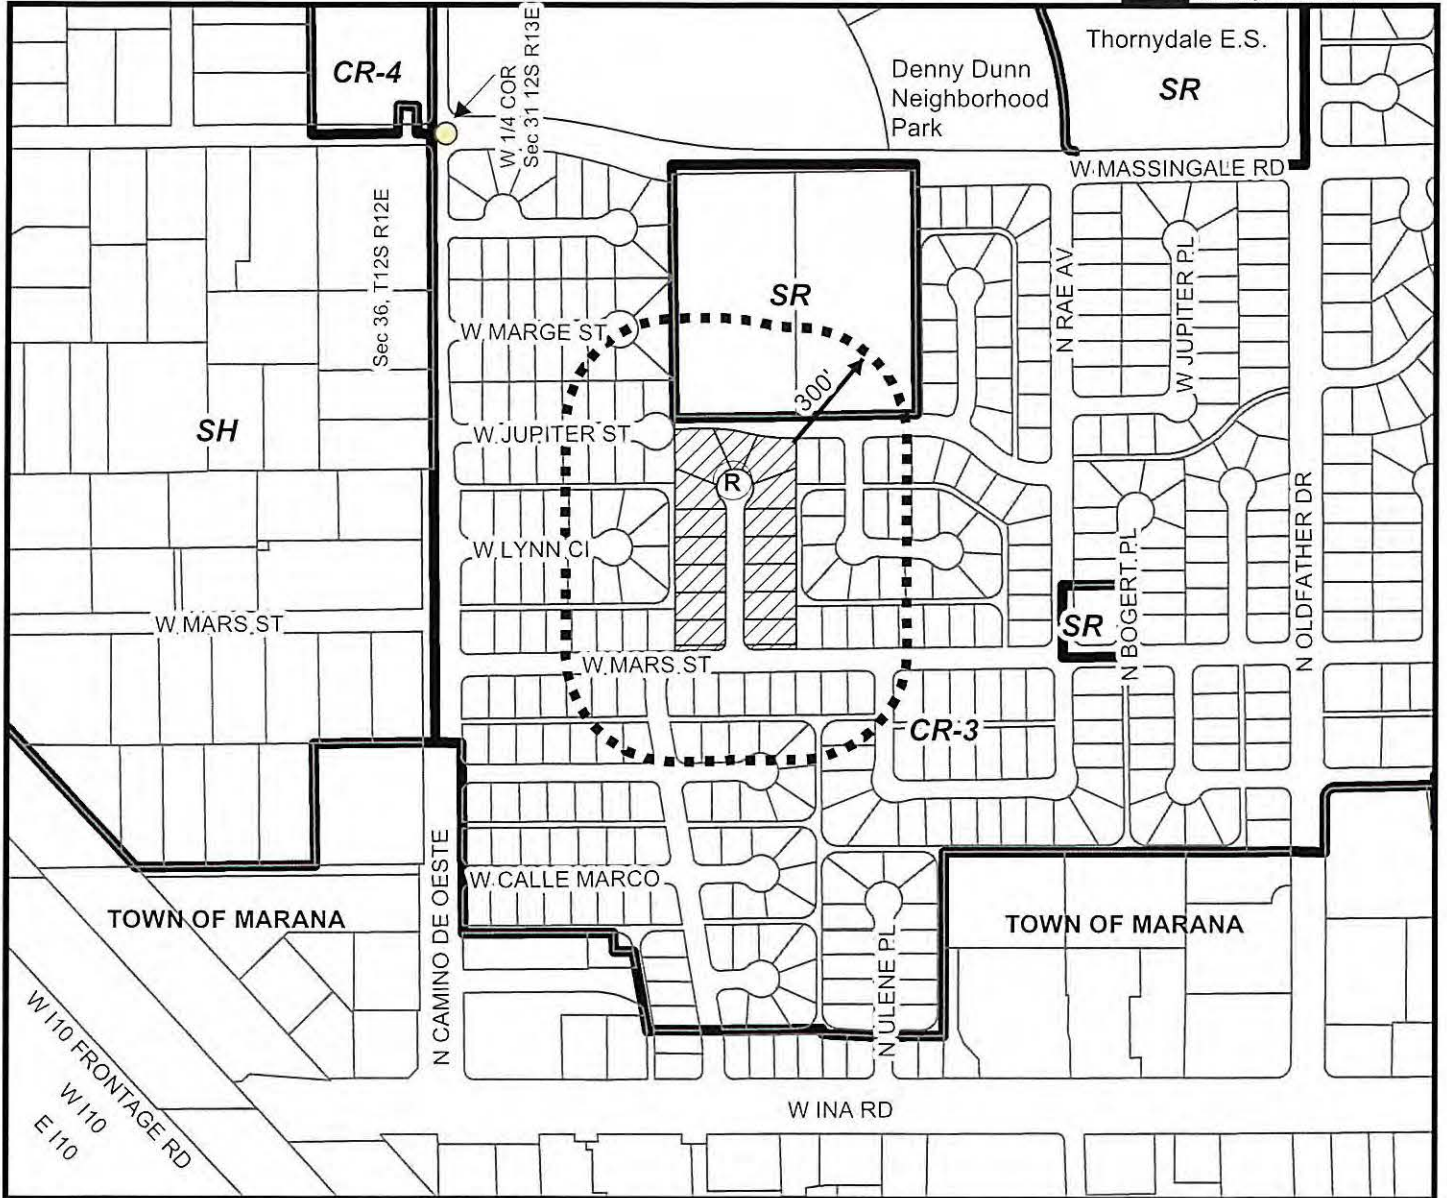 Thornydale E.S.
SR
CR-4
W 1/4 COR
Sec 31 12S R13E
Denny Dunn
Neighborhood
Park
W MASSINGALE RD
Sec 36, T12S R12E
SR
N RAE AV
W JUPITER PL
W MARGE ST
300'
SH
W JUPITER ST
R
N OLDFATHER DR
W LYNN CI
N BOGERT PL
W MARS ST
SR
W MARS ST
CR-3
N CAMINO DE OESTE
W CALLE MARCO
TOWN OF MARANA
TOWN OF MARANA
N ULENE PL
W I10 FRONTAGE RD
W I10
E I10
W INA RD